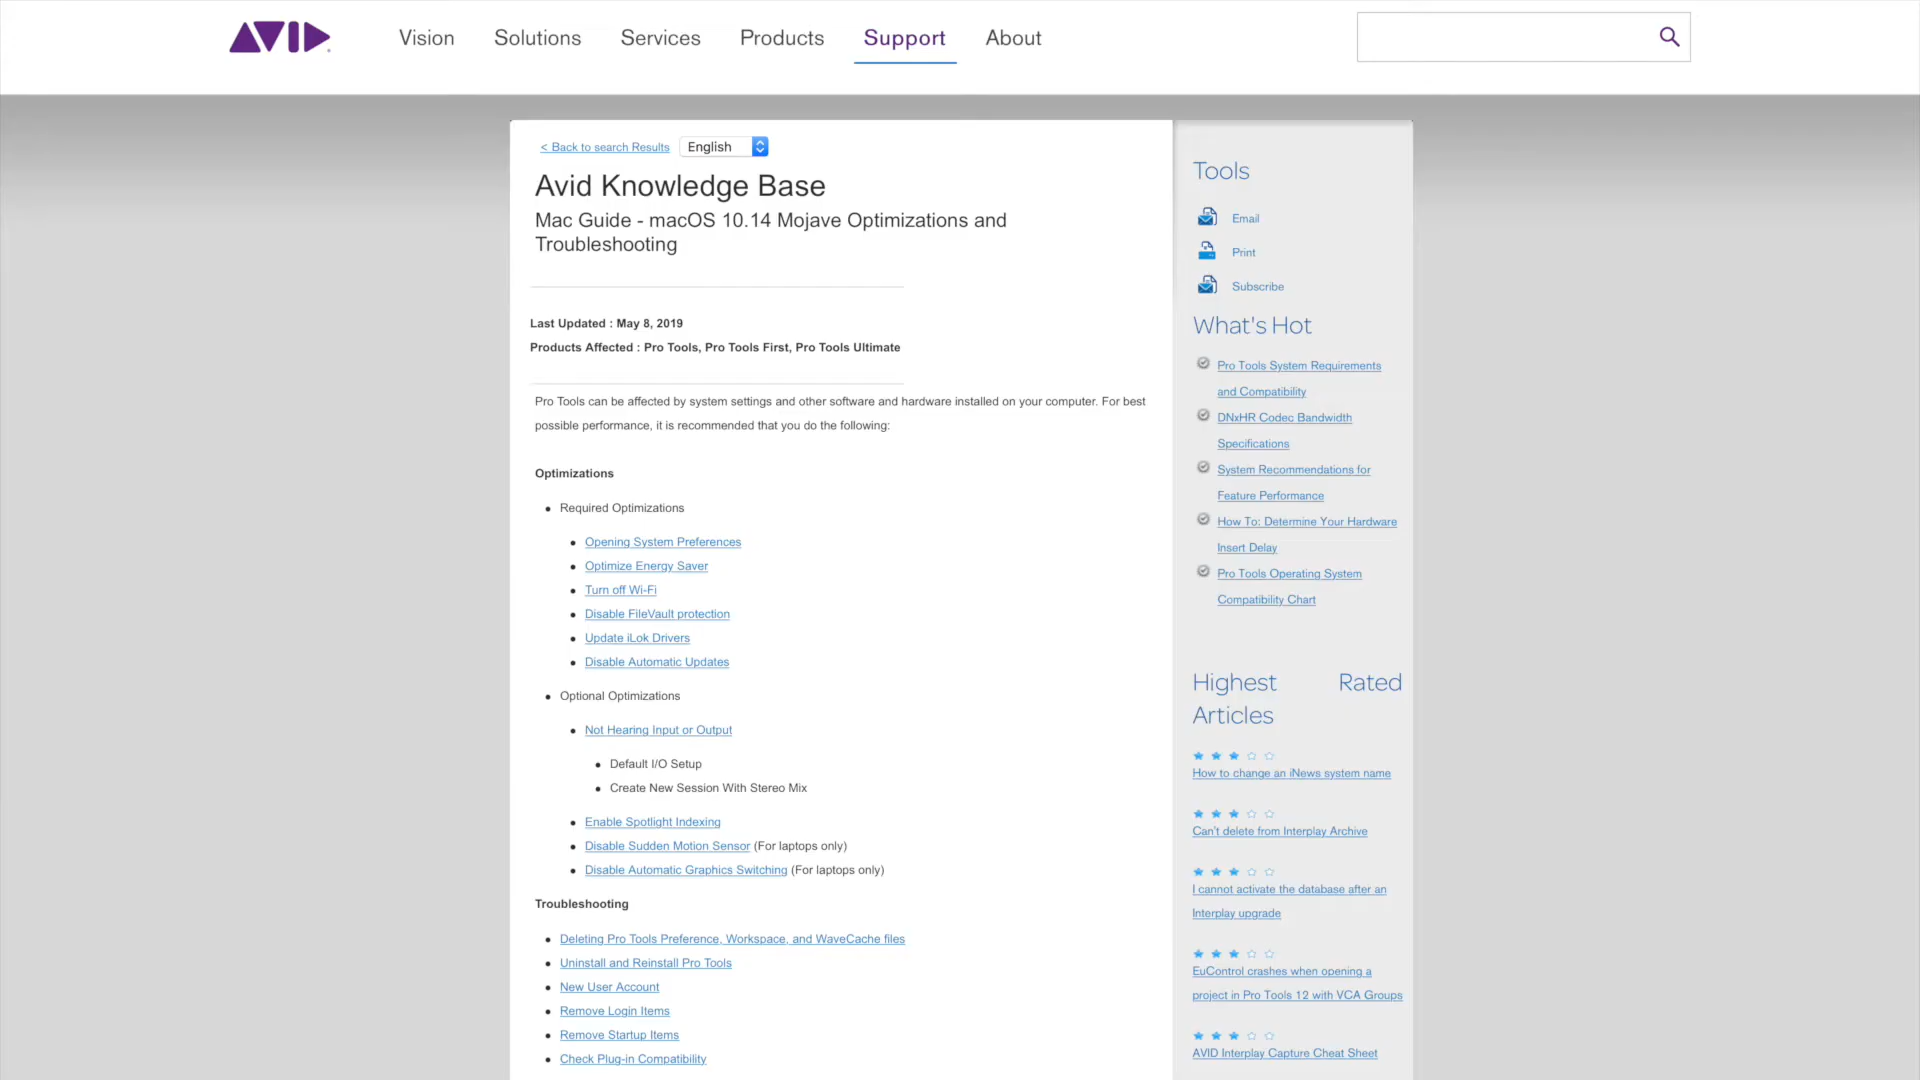 AVID
Vision Solutions Services Products Support About
< Back to search Results English
Avid Knowledge Base
Mac Guide - macOS 10.14 Mojave Optimizations and
Troubleshooting
Last Updated : May 8, 2019
Products Affected : Pro Tools, Pro Tools First, Pro Tools Ultimate
Pro Tools can be affected by system settings and other software and hardware installed on your computer. For best
possible performance, it is recommended that you do the following:
Optimizations
Required Optimizations
Opening System Preferences
Optimize Energy Saver
Turn off Wi-Fi
Disable FileVault protection
Update iLok Drivers
Disable Automatic Updates
Optional Optimizations
Not Hearing Input or Output
Default I/O Setup
Create New Session With Stereo Mix
Enable Spotlight Indexing
Disable Sudden Motion Sensor (For laptops only)
Disable Automatic Graphics Switching (For laptops only)
Troubleshooting
Deleting Pro Tools Preference, Workspace, and WaveCache files
Uninstall and Reinstall Pro Tools
New User Account
Remove Login Items
Remove Startup Items
Check Plug-in Compatibility
Tools
Email
Print
Subscribe
What's Hot
Pro Tools System Requirements
and Compatibility
DNxHR Codec Bandwidth
Specifications
System Recommendations for
Feature Performance
How To: Determine Your Hardware
Insert Delay
Pro Tools Operating System
Compatibility Chart
Highest Rated
Articles
How to change an iNews system name
Can't delete from Interplay Archive
I cannot activate the database after an
Interplay upgrade
EuControl crashes when opening a
project in Pro Tools 12 with VCA Groups
AVID Interplay Capture Cheat Sheet